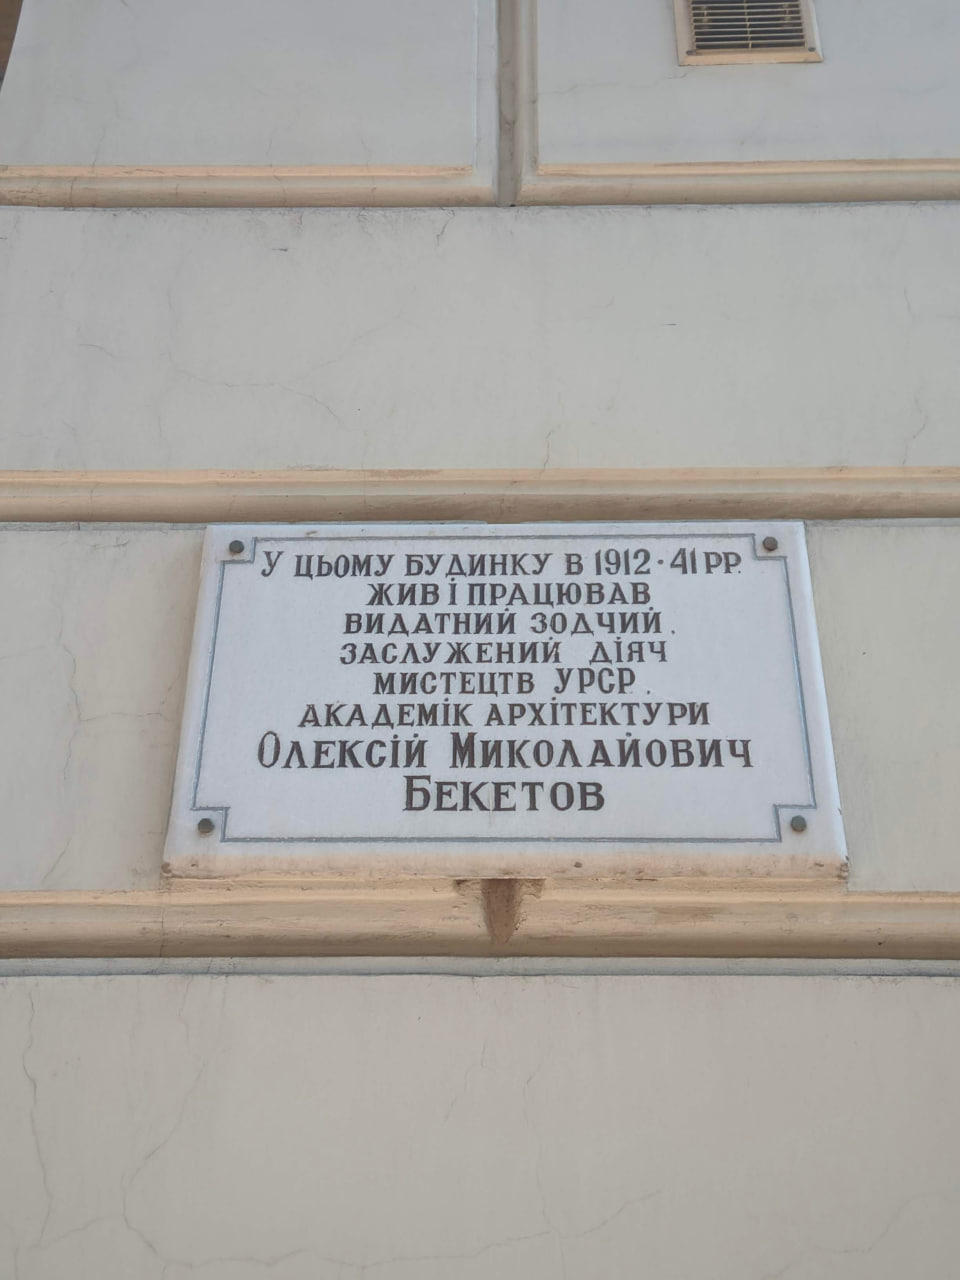 У ЦЬОМУ БУДИНКУ В 1912·41 РР.
ЖИВ І ПРАЦЮВАВ
ВИДАТНИЙ ЗОДЧИЙ,
ЗАСЛУЖЕНИЙ ДІЯЧ
МИСТЕЦТВ УРСР,
АКАДЕМІК АРХІТЕКТУРИ
ОЛЕКСІЙ МИКОЛАЙОВИЧ
БЕКЕТОВ